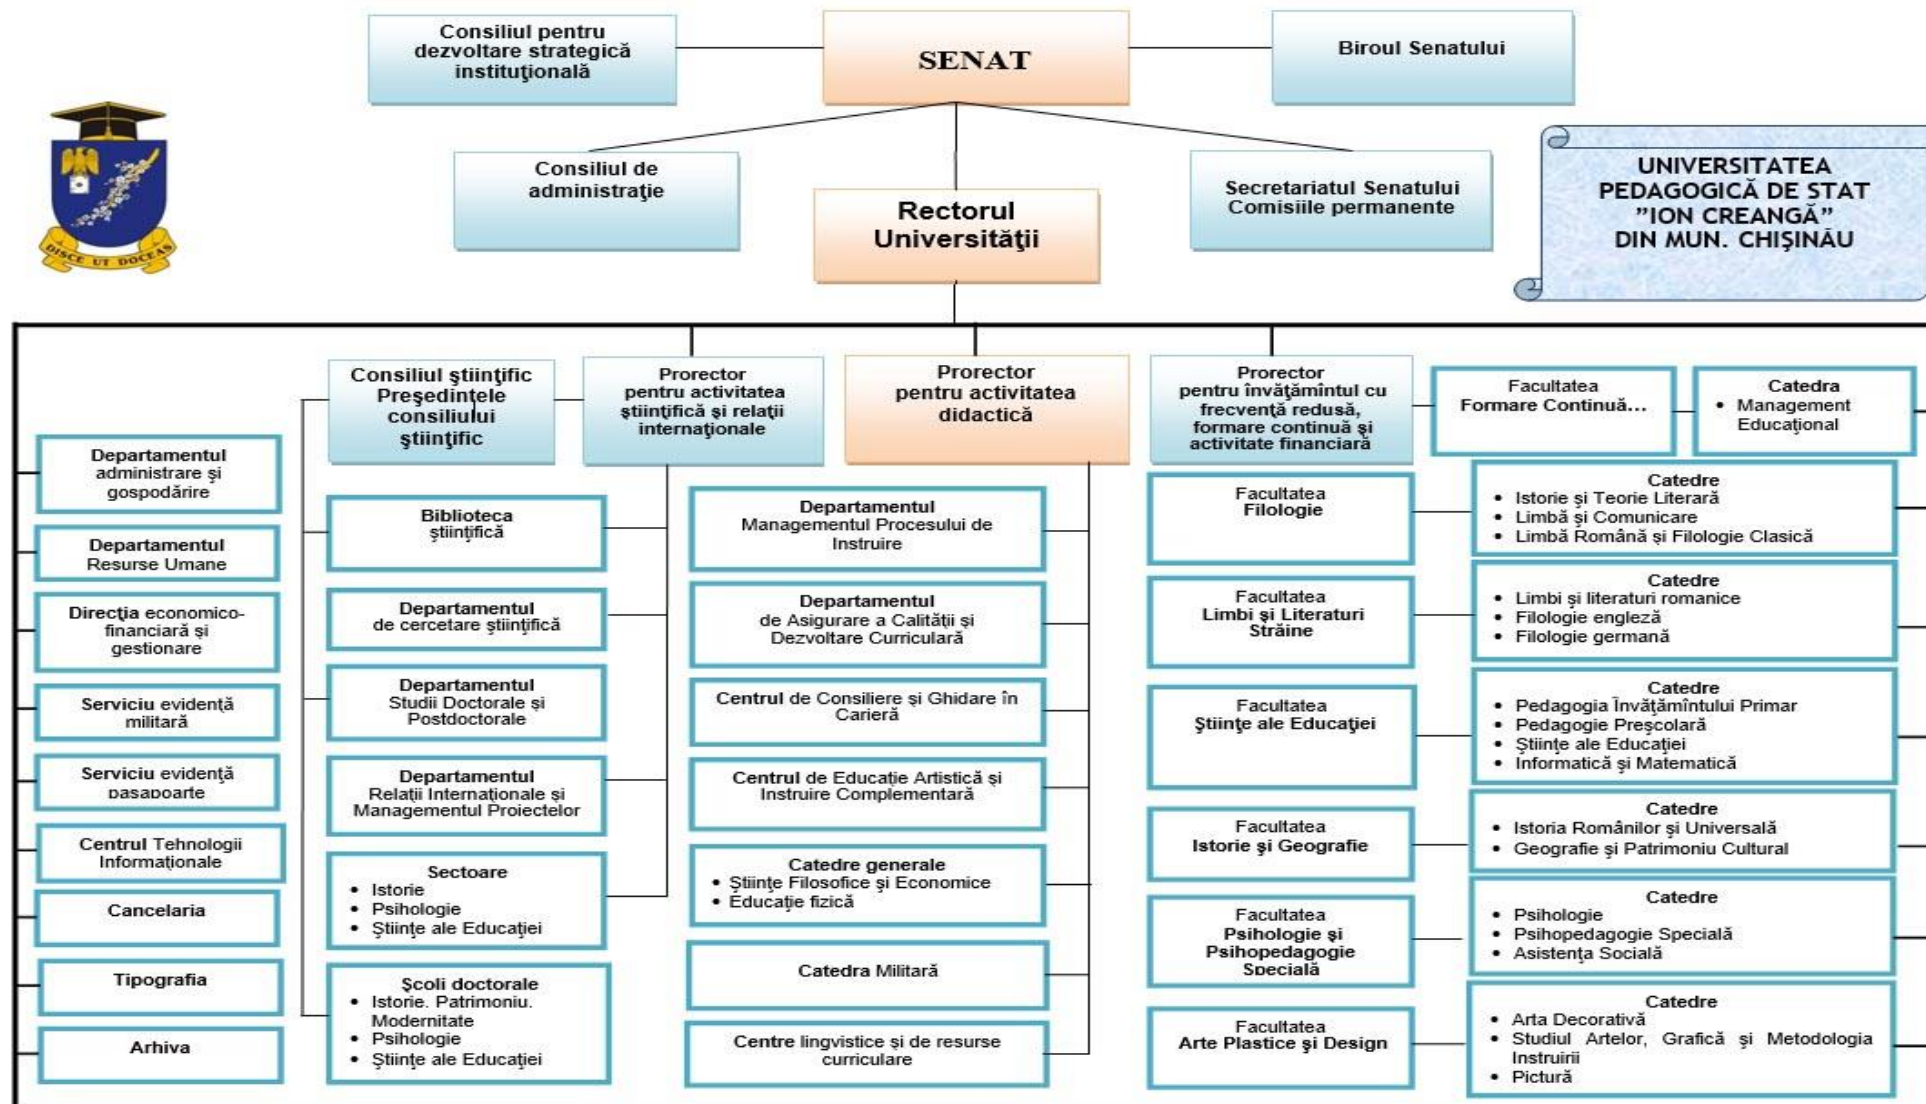 Consiliul pentru
dezvoltare strategică
instituţională
SENAT
Biroul Senatului
DISCE UT DOCEAS
Consiliul de
administraţie
Rectorul
Universităţii
Secretariatul Senatului
Comisiile permanente
UNIVERSITATEA
PEDAGOGICĂ DE STAT
”ION CREANGĂ”
DIN MUN. CHIŞINĂU
Consiliul ştiinţific
Preşedinţele
consiliului
ştiinţific
Prorector
pentru activitatea
ştiinţifică şi relaţii
internaţionale
Prorector
pentru activitatea
didactică
Prorector
pentru învăţămîntul cu
frecvenţă redusă,
formare continuă şi
activitate financiară
Facultatea
Formare Continuă...
Catedra
• Management
Educaţional
Departamentul
administrare şi
gospodărire
Departamentul
Resurse Umane
Direcţia economico-
financiară şi
gestionare
Serviciu evidenţă
militară
Serviciu evidenţă
paşapoarte
Centrul Tehnologii
Informaţionale
Cancelaria
Tipografia
Arhiva
Biblioteca
ştiinţifică
Departamentul
de cercetare ştiinţifică
Departamentul
Studii Doctorale şi
Postdoctorale
Departamentul
Relaţii Internaţionale şi
Managementul Proiectelor
Sectoare
• Istorie
• Psihologie
• Ştiinţe ale Educaţiei
Şcoli doctorale
• Istorie. Patrimoniu.
Modernitate
• Psihologie
• Ştiinţe ale Educaţiei
Departamentul
Managementul Procesului de
Instruire
Departamentul
de Asigurare a Calităţii şi
Dezvoltare Curriculară
Centrul de Consiliere şi Ghidare în
Carieră
Centrul de Educaţie Artistică şi
Instruire Complementară
Catedre generale
• Ştiinţe Filosofice şi Economice
• Educaţie fizică
Catedra Militară
Centre lingvistice şi de resurse
curriculare
Facultatea
Filologie
Catedre
• Istorie şi Teorie Literară
• Limbă şi Comunicare
• Limbă Română şi Filologie Clasică
Facultatea
Limbi şi Literaturi
Străine
Catedre
• Limbi şi literaturi romanice
• Filologie engleză
• Filologie germană
Facultatea
Ştiinţe ale Educaţiei
Catedre
• Pedagogia Învăţămîntului Primar
• Pedagogie Preşcolară
• Ştiinţe ale Educaţiei
• Informatică şi Matematică
Facultatea
Istorie şi Geografie
Catedre
• Istoria Românilor şi Universală
• Geografie şi Patrimoniu Cultural
Facultatea
Psihologie şi
Psihopedagogie
Specială
Catedre
• Psihologie
• Psihopedagogie Specială
• Asistenţa Socială
Facultatea
Arte Plastice şi Design
Catedre
• Arta Decorativă
• Studiul Artelor, Grafică şi Metodologia
Instruirii
• Pictură